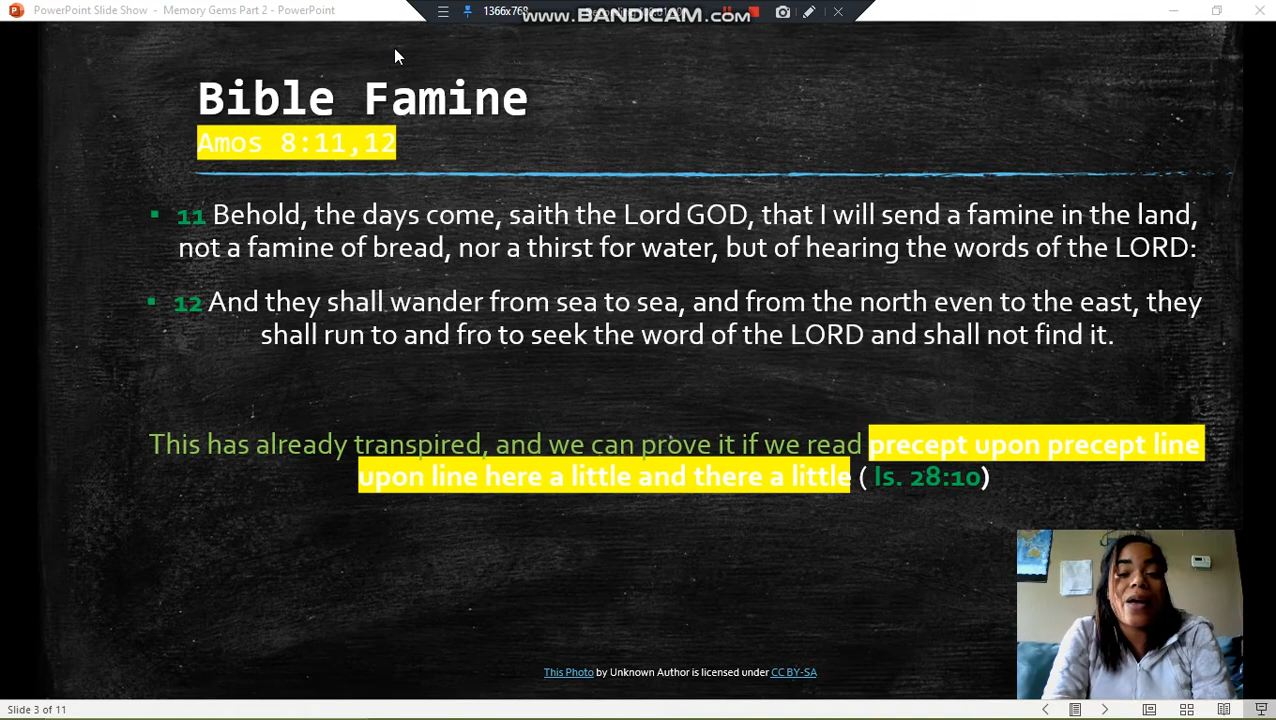 PowerPoint Slide Show - Memory Gems Part 2 - PowerPoint
1366x768
www.BANDICAM.com
Bible Famine
Amos 8:11,12
▪ 11 Behold, the days come, saith the Lord GOD, that I will send a famine in the land,
not a famine of bread, nor a thirst for water, but of hearing the words of the LORD:
▪ 12 And they shall wander from sea to sea, and from the north even to the east, they
shall run to and fro to seek the word of the LORD and shall not find it.
This has already transpired, and we can prove it if we read precept upon precept line
upon line here a little and there a little ( Is. 28:10)
This Photo by Unknown Author is licensed under CC BY-SA
Slide 3 of 11